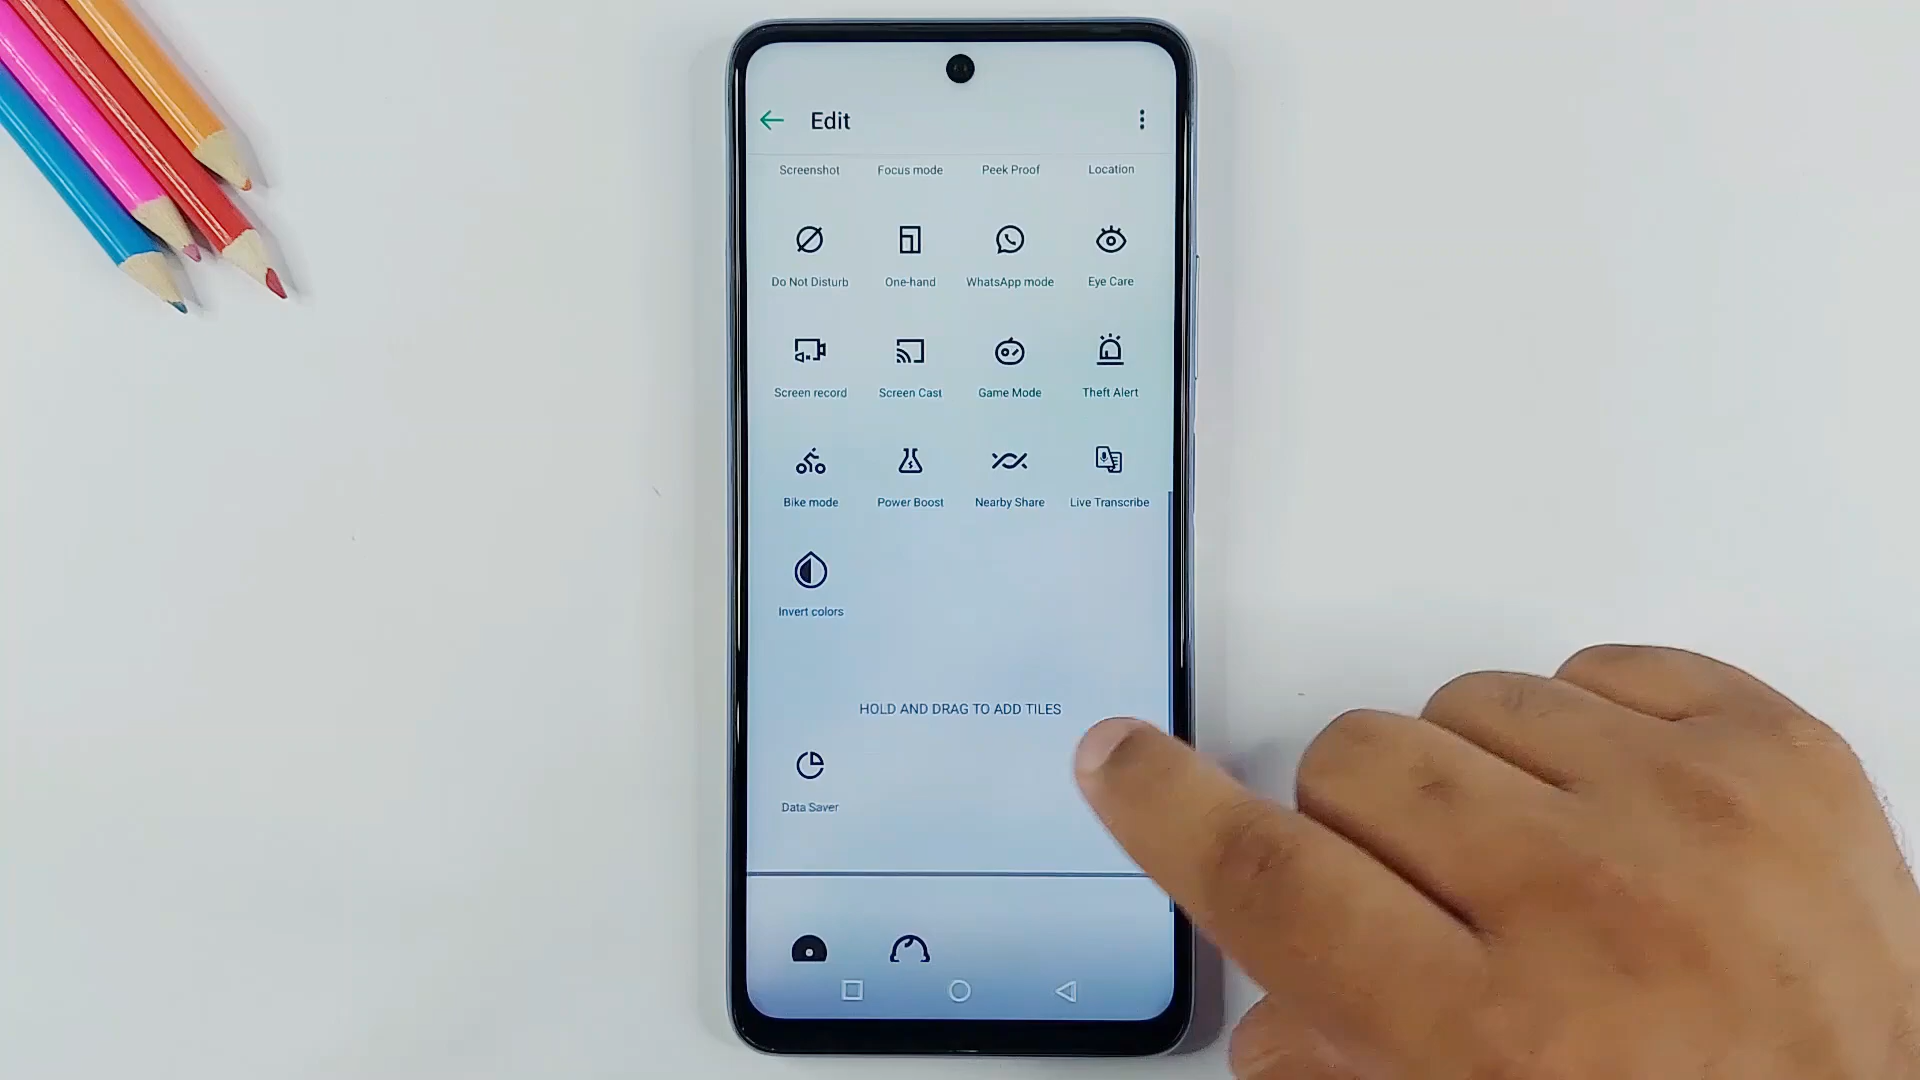 Edit
Screenshot Focus mode Peek Proof Location
Do Not Disturb One-hand WhatsApp mode Eye Care
Screen record Screen Cast Game Mode Theft Alert
Bike mode Power Boost Nearby Share Live Transcribe
Invert colors
HOLD AND DRAG TO ADD TILES
Data Saver